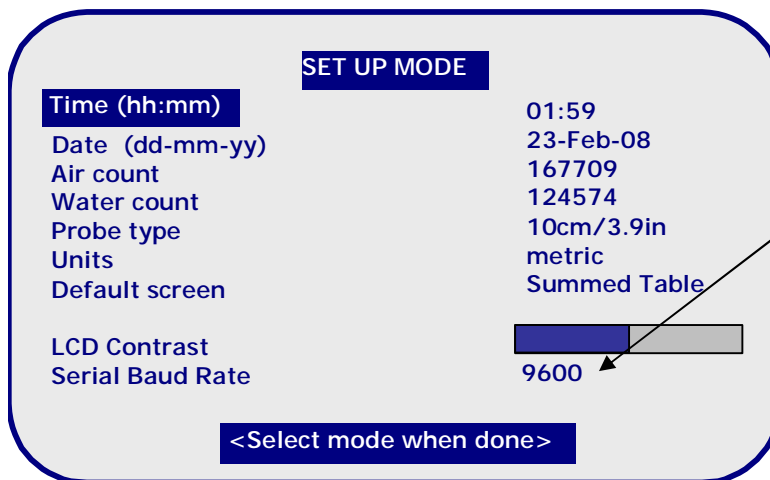 SET UP MODE
Time (hh:mm) 01:59
Date (dd-mm-yy) 23-Feb-08
Air count 167709
Water count 124574
Probe type 10cm/3.9in
Units metric
Default screen Summed Table
LCD Contrast
Serial Baud Rate 9600
<Select mode when done>